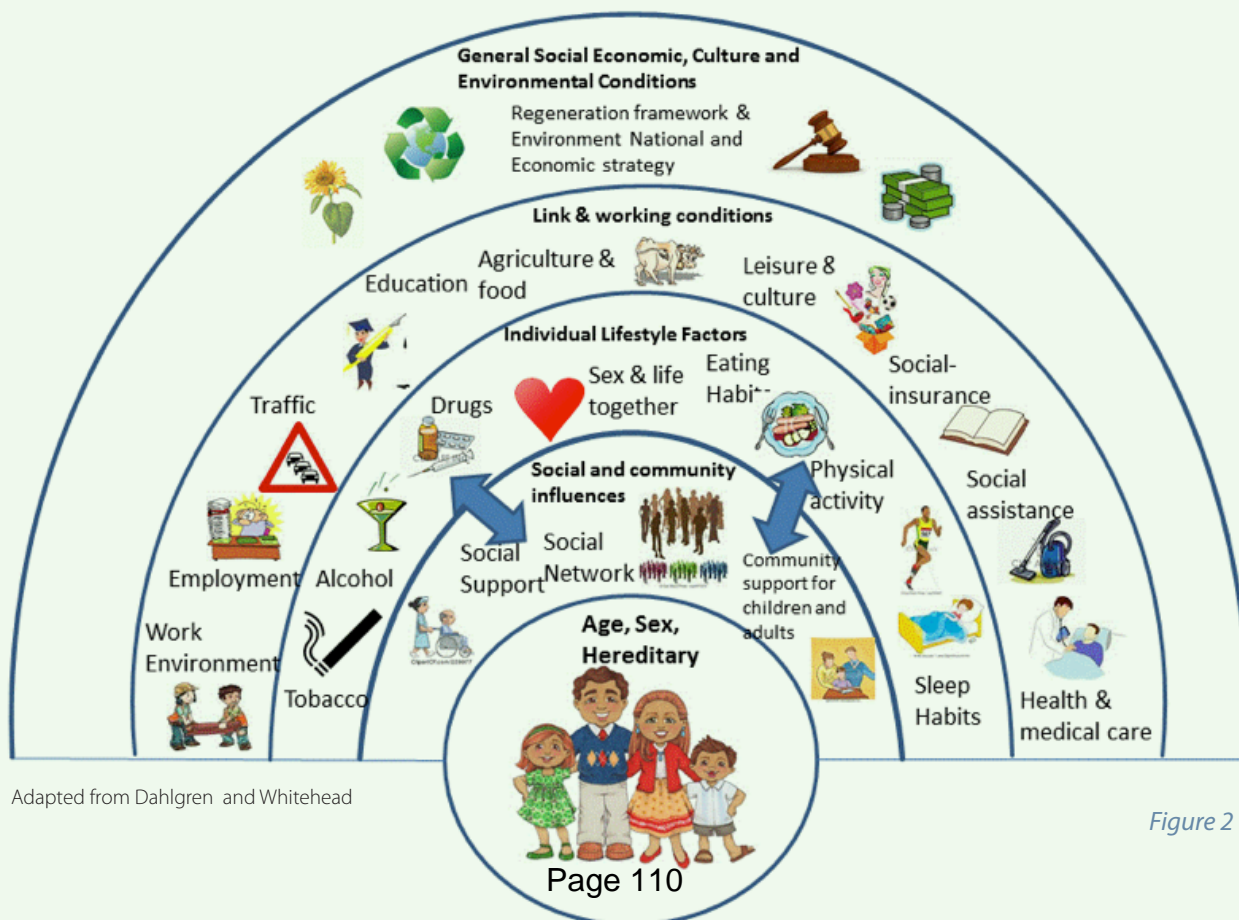 General Social Economic, Culture and
Environmental Conditions
Regeneration framework &
Environment National and
Economic strategy
Link & working conditions
Education
Agriculture &
food
Leisure &
culture
Social-
insurance
Social
assistance
Health &
medical care
Traffic
Employment
Work
Environment
Individual Lifestyle Factors
Drugs
Sex & life
together
Eating
Physical
activity
Sleep
Habits
Alcohol
Tobacco
Social and community
influences
Social
Support
Social
Network
Community
support for
children and
adults
Age, Sex,
Hereditary
Adapted from Dahlgren and Whitehead
Figure 2
Page 110